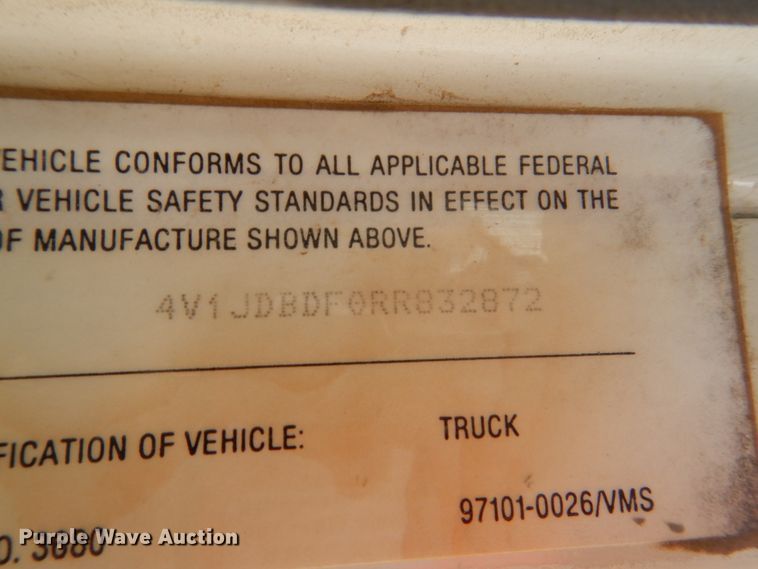 EHICLE CONFORMS TO ALL APPLICABLE FEDERAL
R VEHICLE SAFETY STANDARDS IN EFFECT ON THE
OF MANUFACTURE SHOWN ABOVE.
4V1JDBDF0RR832872
FICATION OF VEHICLE: TRUCK
97101-0026/VMS
O. 3080
Purple Wave Auction